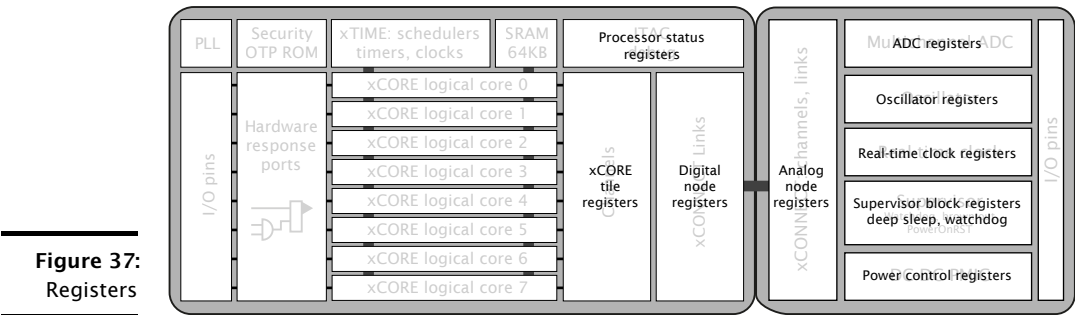 PLL
Security
OTP ROM
xTIME: schedulers
timers, clocks
SRAM
64KB
Processor status
registers
I/O pins
Hardware
response
ports
xCORE logical core 0
xCORE logical core 1
xCORE logical core 2
xCORE logical core 3
xCORE logical core 4
xCORE logical core 5
xCORE logical core 6
xCORE logical core 7
xCORE
tile
registers
Digital
node
registers
Analog
node
registers
ADC registers
Oscillator registers
Real-time clock registers
Supervisor block registers
deep sleep, watchdog
PowerOnRST
Power control registers
I/O pins
Figure 37:
Registers